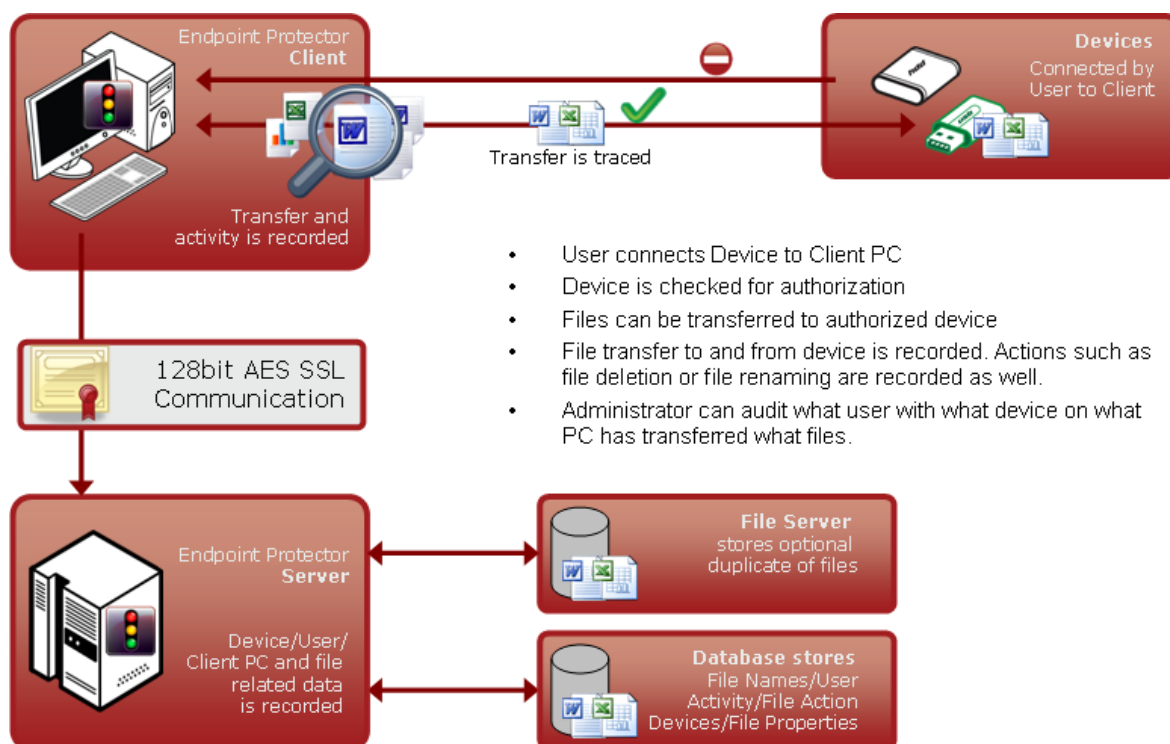 Endpoint Protector
Client
Transfer and
activity is recorded
Transfer is traced
Devices
Connected by
User to Client
• User connects Device to Client PC
• Device is checked for authorization
• Files can be transferred to authorized device
• File transfer to and from device is recorded. Actions such as
file deletion or file renaming are recorded as well.
• Administrator can audit what user with what device on what
PC has transferred what files.
128bit AES SSL
Communication
Endpoint Protector
Server
Device/User/
Client PC and file
related data
is recorded
File Server
stores optional
duplicate of files
Database stores
File Names/User
Activity/File Action
Devices/File Properties